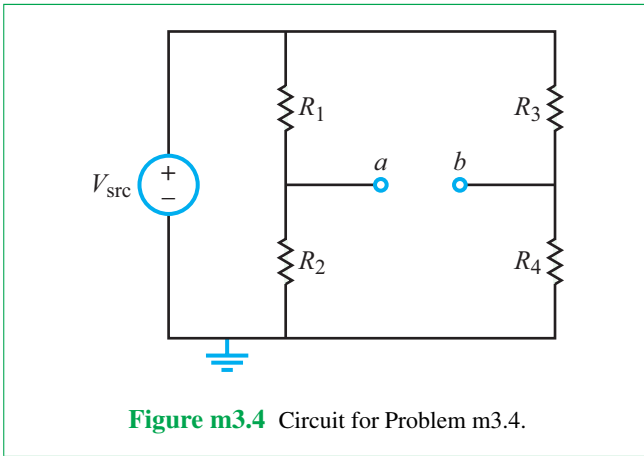 R1
R3
a
b
Vsrc
+
−
R2
R4
Figure m3.4 Circuit for Problem m3.4.